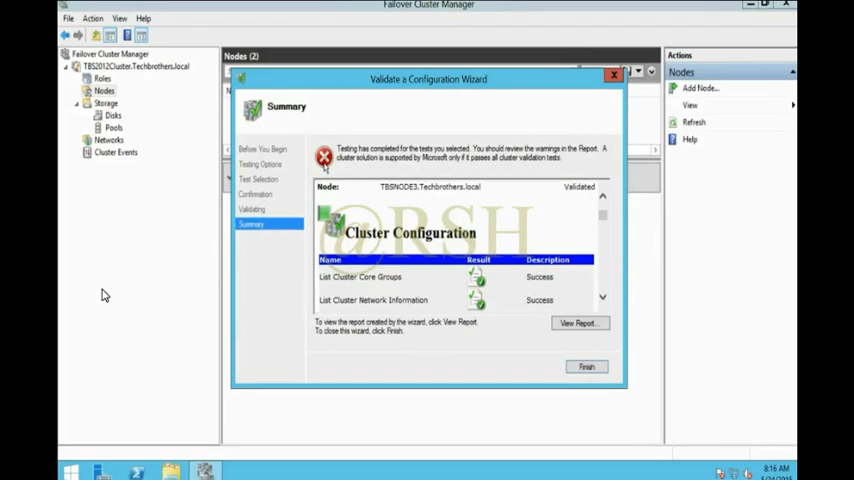 Failover Cluster Manager
File Action View Help
Failover Cluster Manager
TBS2012Cluster.Techbrothers.local
Roles
Nodes
Storage
Disks
Pools
Networks
Cluster Events
Nodes (2)
Validate a Configuration Wizard
Summary
Before You Begin
Testing Options
Test Selection
Confirmation
Validating
Summary
Testing has completed for the tests you selected. You should review the warnings in the Report. A
cluster solution is supported by Microsoft only if it passes all cluster validation tests.
Node: TBSNODE3.Techbrothers.local Validated
@RSH
Cluster Configuration
Name Result Description
List Cluster Core Groups Success
List Cluster Network Information Success
To view the report created by the wizard, click View Report.
To close this wizard, click Finish.
View Report...
Finish
Actions
Nodes
Add Node...
View
Refresh
Help
8:16 AM